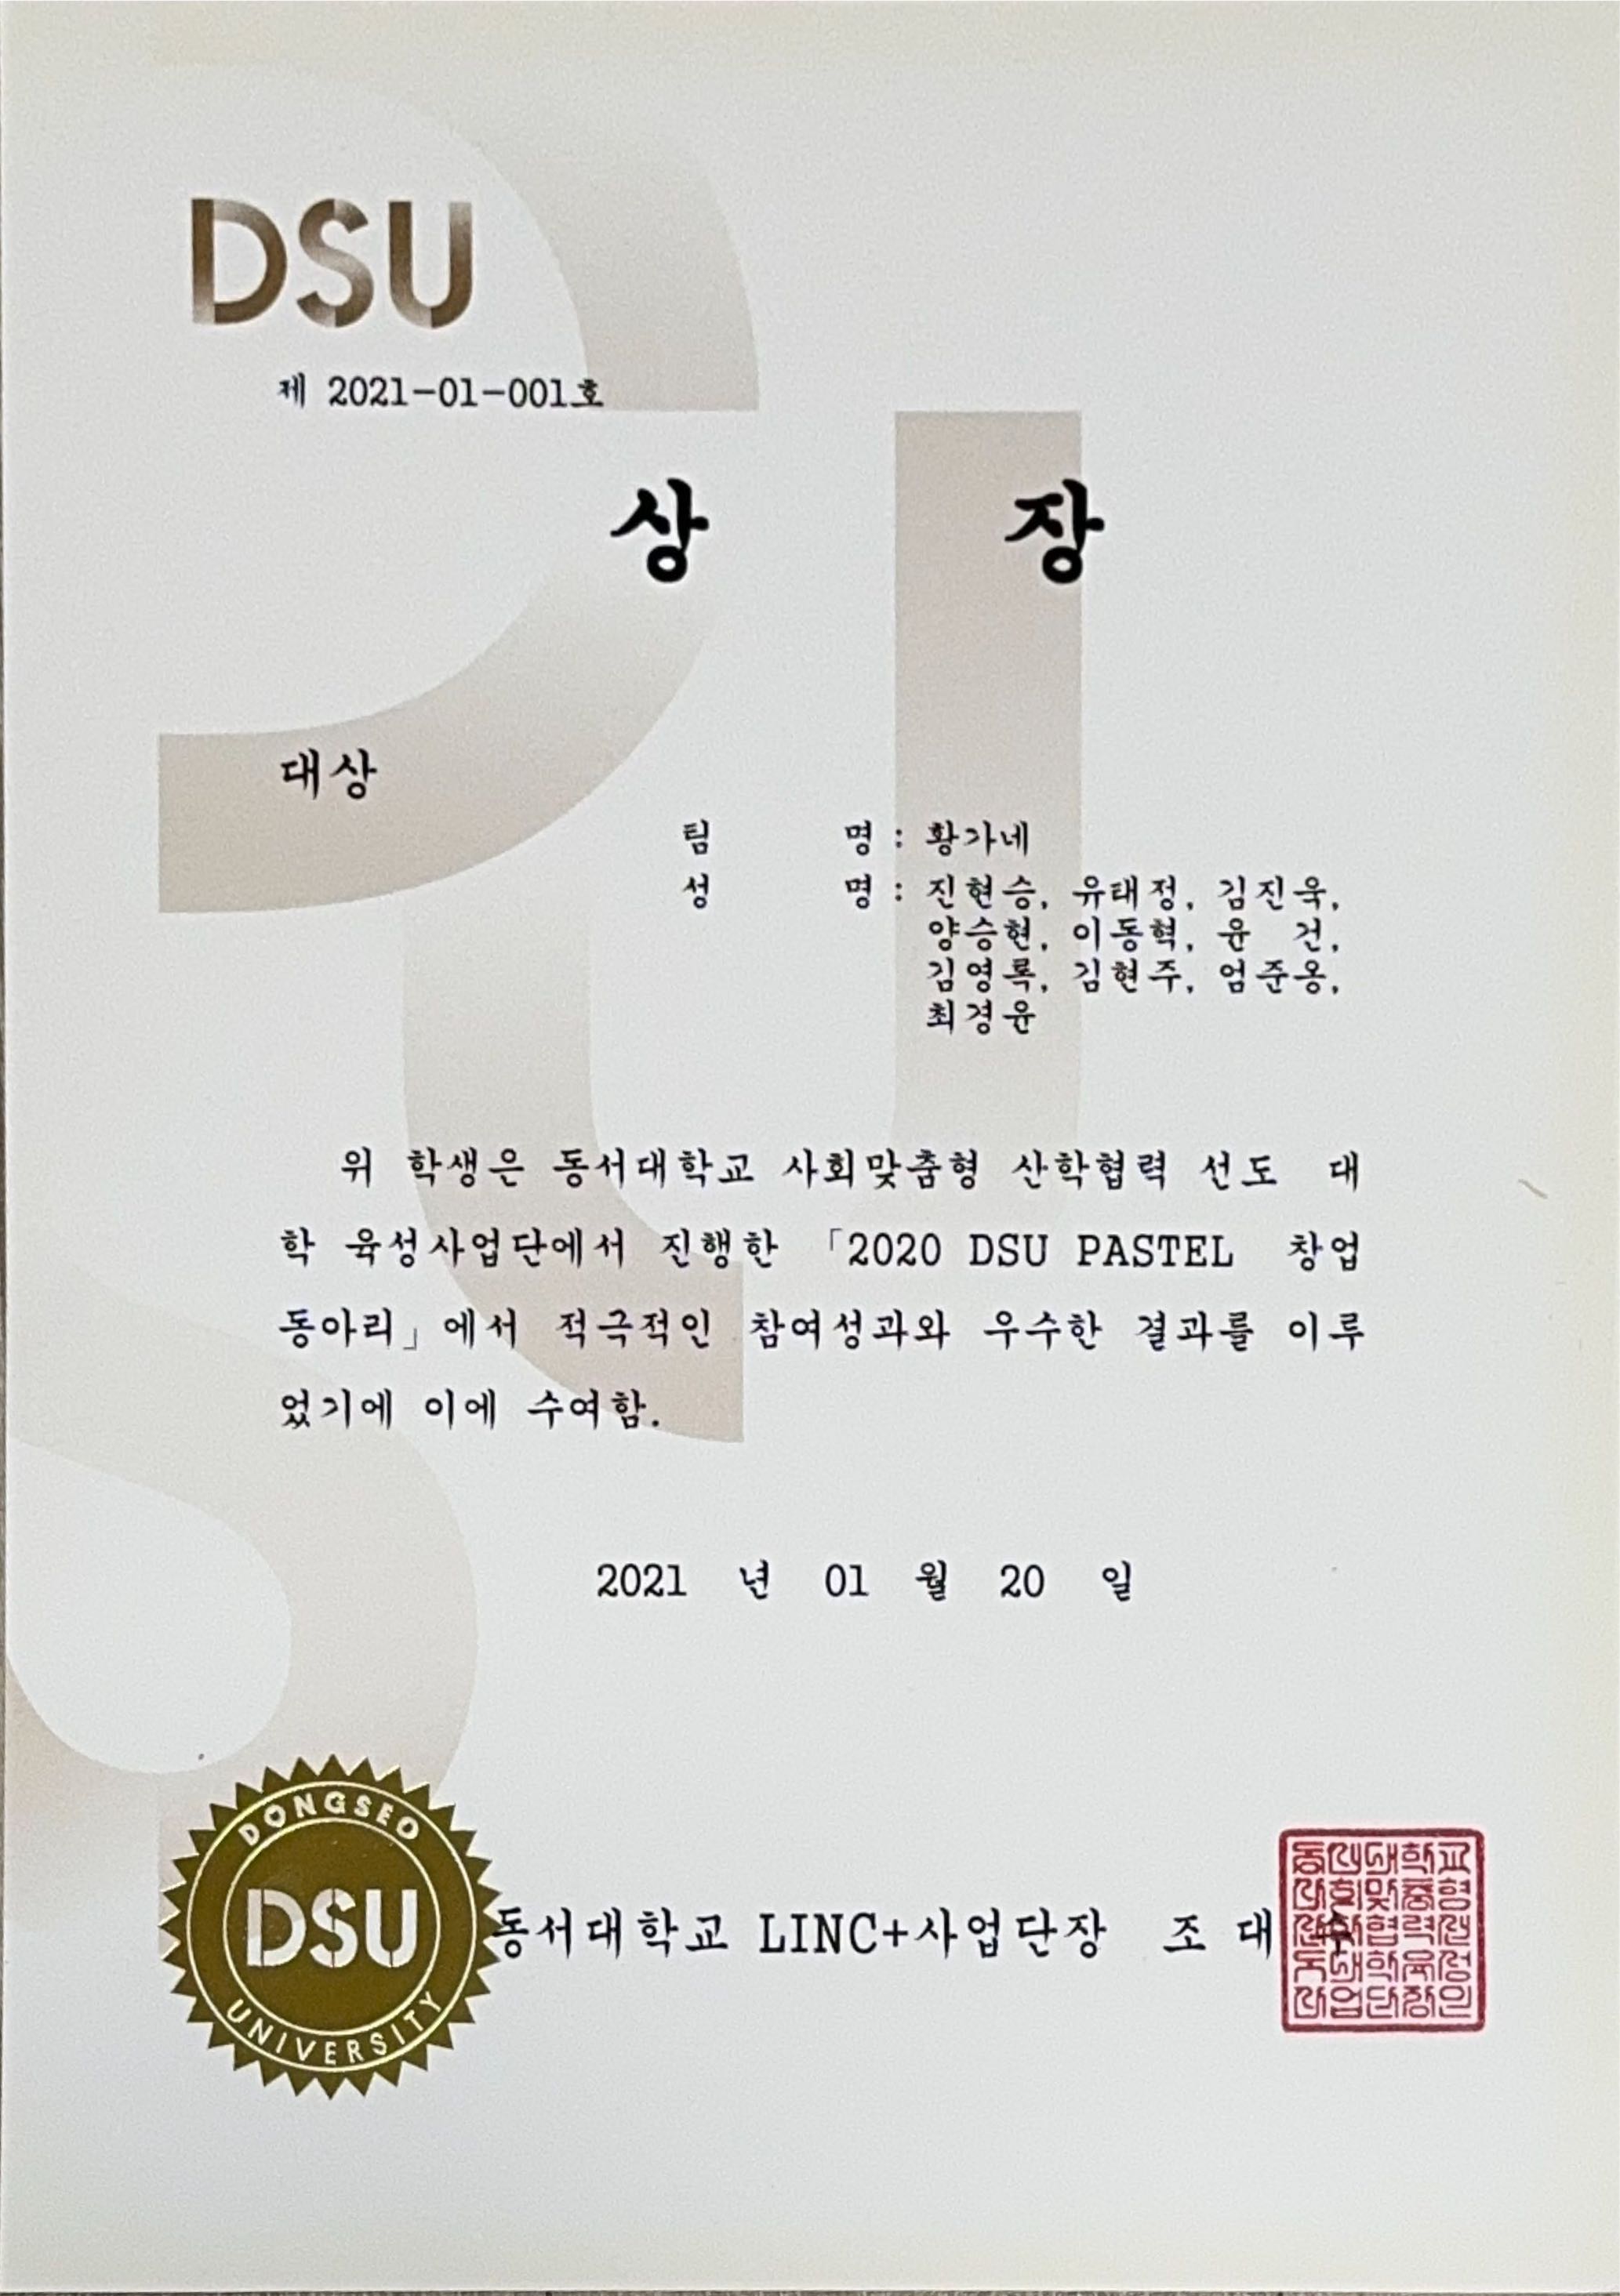 DSU
제 2021-01-001호
상 장
대상
팀 명 : 황가네
성 명 : 진현승, 유태정, 김진욱,
양승현, 이동혁, 윤 건,
김영록, 김현주, 엄준웅,
최경윤
위 학생은 동서대학교 사회맞춤형 산학협력 선도 대
학 육성사업단에서 진행한 「2020 DSU PASTEL 창업
동아리」에서 적극적인 참여성과와 우수한 결과를 이루
었기에 이에 수여함.
2021 년 01 월 20 일
DONGSEO
DSU
UNIVERSITY
동서대학교 LINC+사업단장 조 대 수
동서대학교
사회맞춤형
산학협력선
도대학육성
사업단장인